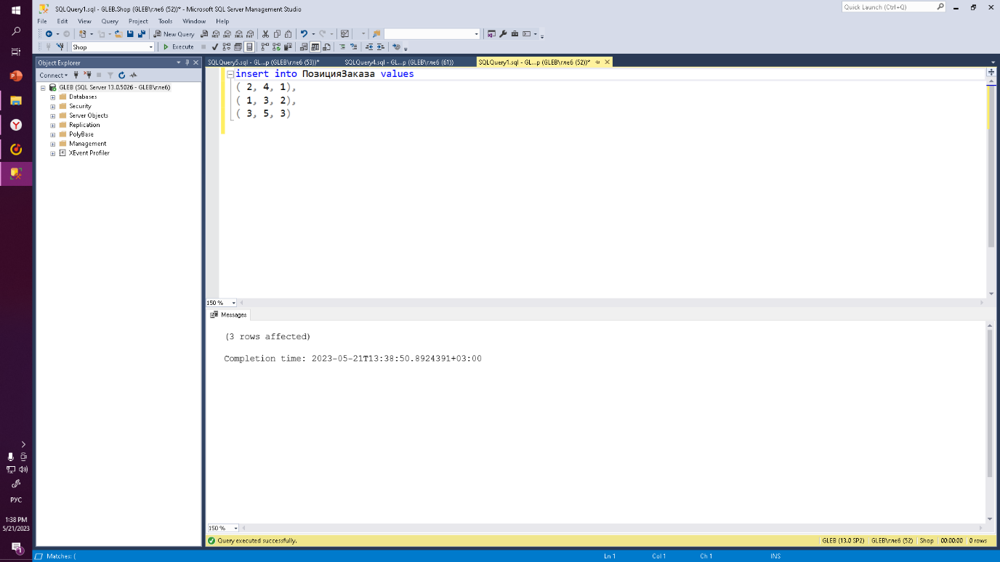 SQLQuery1.sql - GLEB.Shop (GLEB\глеб (52))* - Microsoft SQL Server Management Studio
Quick Launch (Ctrl+Q)
File Edit View Query Project Tools Window Help
New Query
Shop
Execute
Object Explorer
SQLQuery5.sql - GL...p (GLEB\глеб (53))*
SQLQuery4.sql - GL...p (GLEB\глеб (61))
SQLQuery1.sql - GL...p (GLEB\глеб (52))*
Connect
GLEB (SQL Server 13.0.5026 - GLEB\глеб)
Databases
Security
Server Objects
Replication
PolyBase
Management
XEvent Profiler
insert into ПозицияЗаказа values
( 2, 4, 1),
( 1, 3, 2),
( 3, 5, 3)
150 %
Messages
(3 rows affected)
Completion time: 2023-05-21T13:38:50.8924391+03:00
150 %
Query executed successfully.
GLEB (13.0 SP2) GLEB\глеб (52) Shop 00:00:00 0 rows
Matches: (
Ln 1 Col 1 Ch 1 INS
РУС
1:38 PM
5/21/2023
1